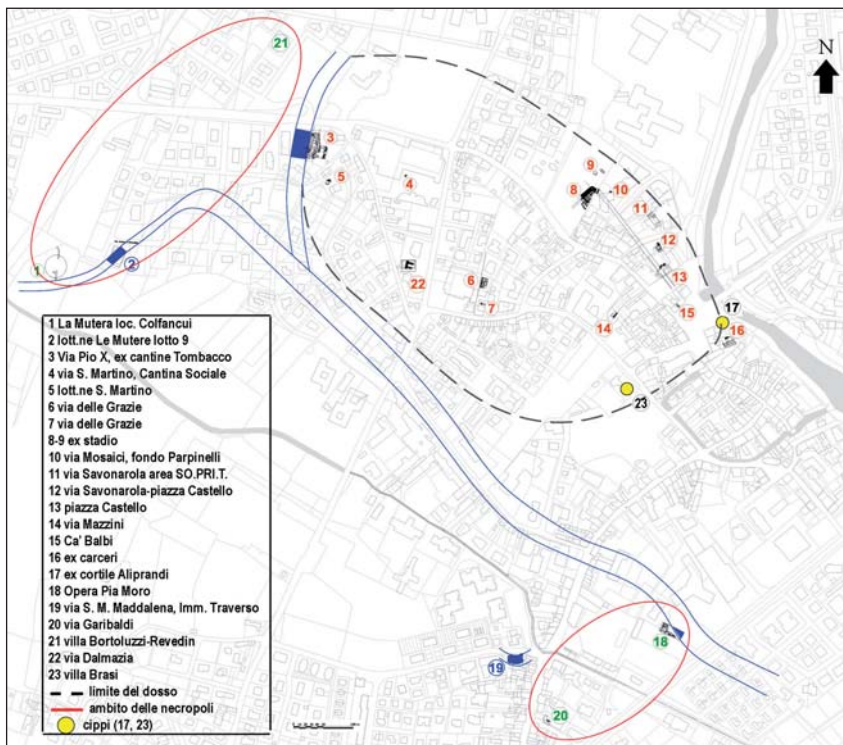 21
N
3
5
4
9
8
10
11
12
13
1
2
22
6
7
14
15
17
16
23
18
19
20
1 La Mutera loc. Colfancui
2 lott.ne Le Mutere lotto 9
3 Via Pio X, ex cantine Tombacco
4 via S. Martino, Cantina Sociale
5 lott.ne S. Martino
6 via delle Grazie
7 via delle Grazie
8-9 ex stadio
10 via Mosaici, fondo Parpinelli
11 via Savonarola area SO.PRI.T.
12 via Savonarola-piazza Castello
13 piazza Castello
14 via Mazzini
15 Ca' Balbi
16 ex carceri
17 ex cortile Aliprandi
18 Opera Pia Moro
19 via S. M. Maddalena, Imm. Traverso
20 via Garibaldi
21 villa Bortoluzzi-Revedin
22 via Dalmazia
23 villa Brasi
limite del dosso
ambito delle necropoli
cippi (17, 23)